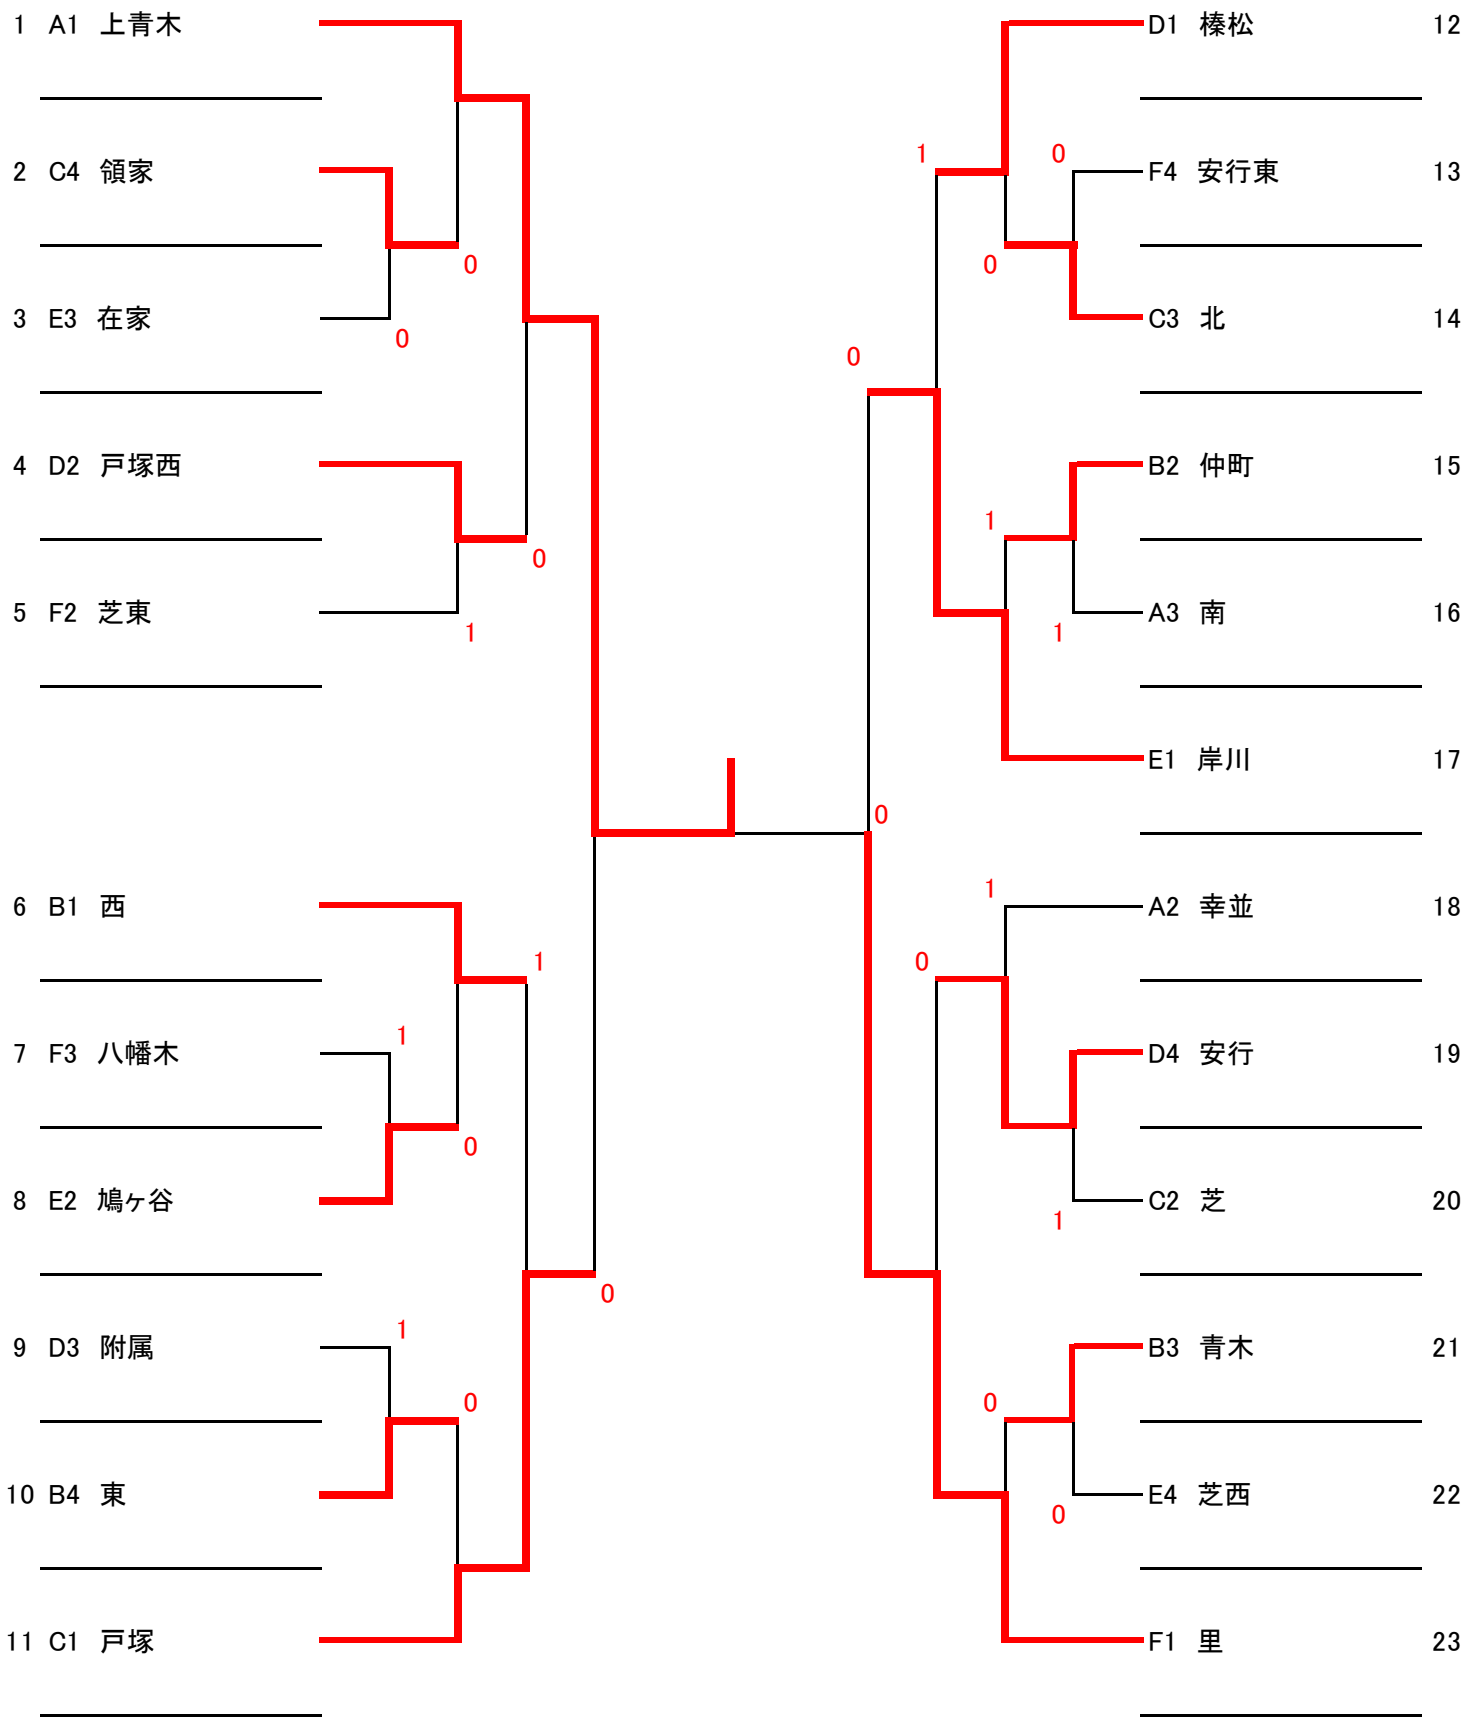 1 A1 上青木
2 C4 領家
0
3 E3 在家
0
4 D2 戸塚西
0
5 F2 芝東
1
6 B1 西
1
7 F3 八幡木
1
0
8 E2 鳩ヶ谷
0
9 D3 附属
1
0
10 B4 東
11 C1 戸塚
D1 榛松 12
1
0
F4 安行東 13
0
C3 北 14
0
B2 仲町 15
1
A3 南 16
1
E1 岸川 17
0
1
A2 幸並 18
0
D4 安行 19
C2 芝 20
1
B3 青木 21
0
E4 芝西 22
0
F1 里 23